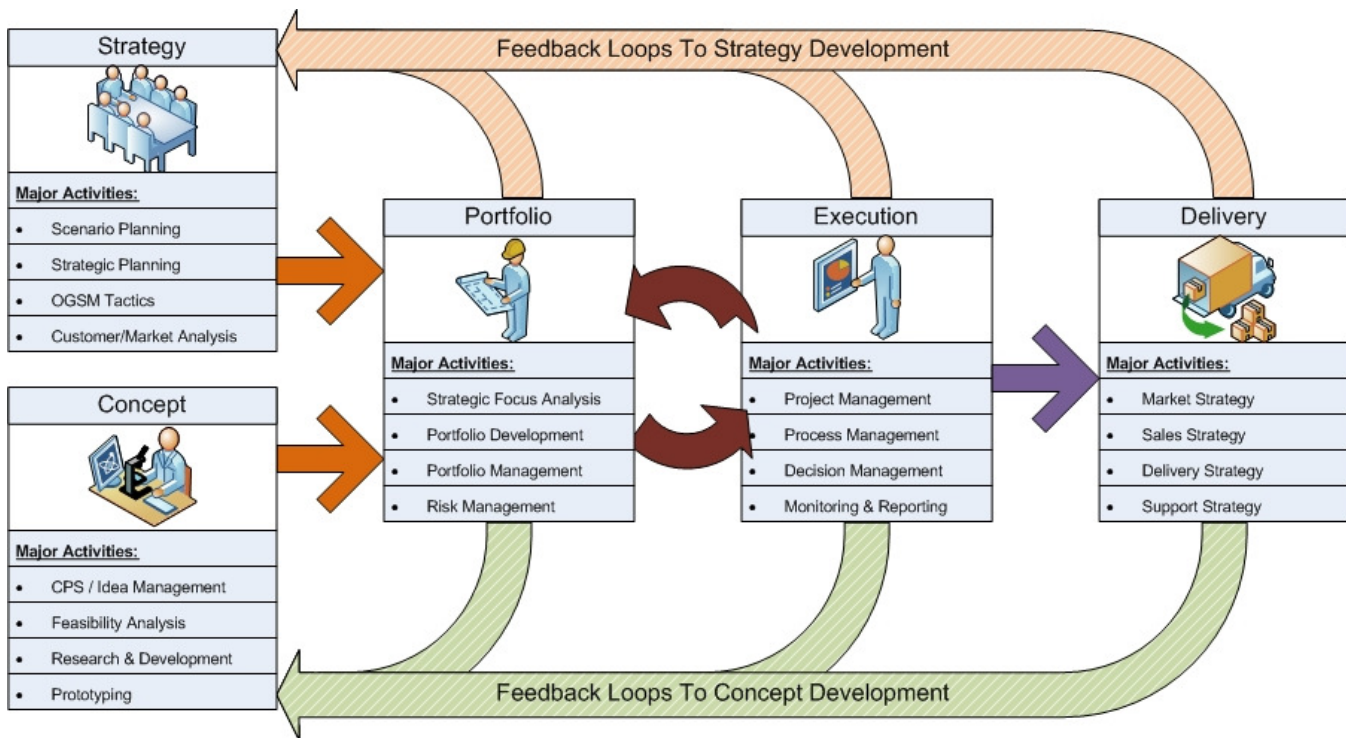 Feedback Loops To Strategy Development
Strategy
Major Activities:
• Scenario Planning
• Strategic Planning
• OGSM Tactics
• Customer/Market Analysis
Concept
Major Activities:
• CPS / Idea Management
• Feasibility Analysis
• Research & Development
• Prototyping
Portfolio
Major Activities:
• Strategic Focus Analysis
• Portfolio Development
• Portfolio Management
• Risk Management
Execution
Major Activities:
• Project Management
• Process Management
• Decision Management
• Monitoring & Reporting
Delivery
Major Activities:
• Market Strategy
• Sales Strategy
• Delivery Strategy
• Support Strategy
Feedback Loops To Concept Development